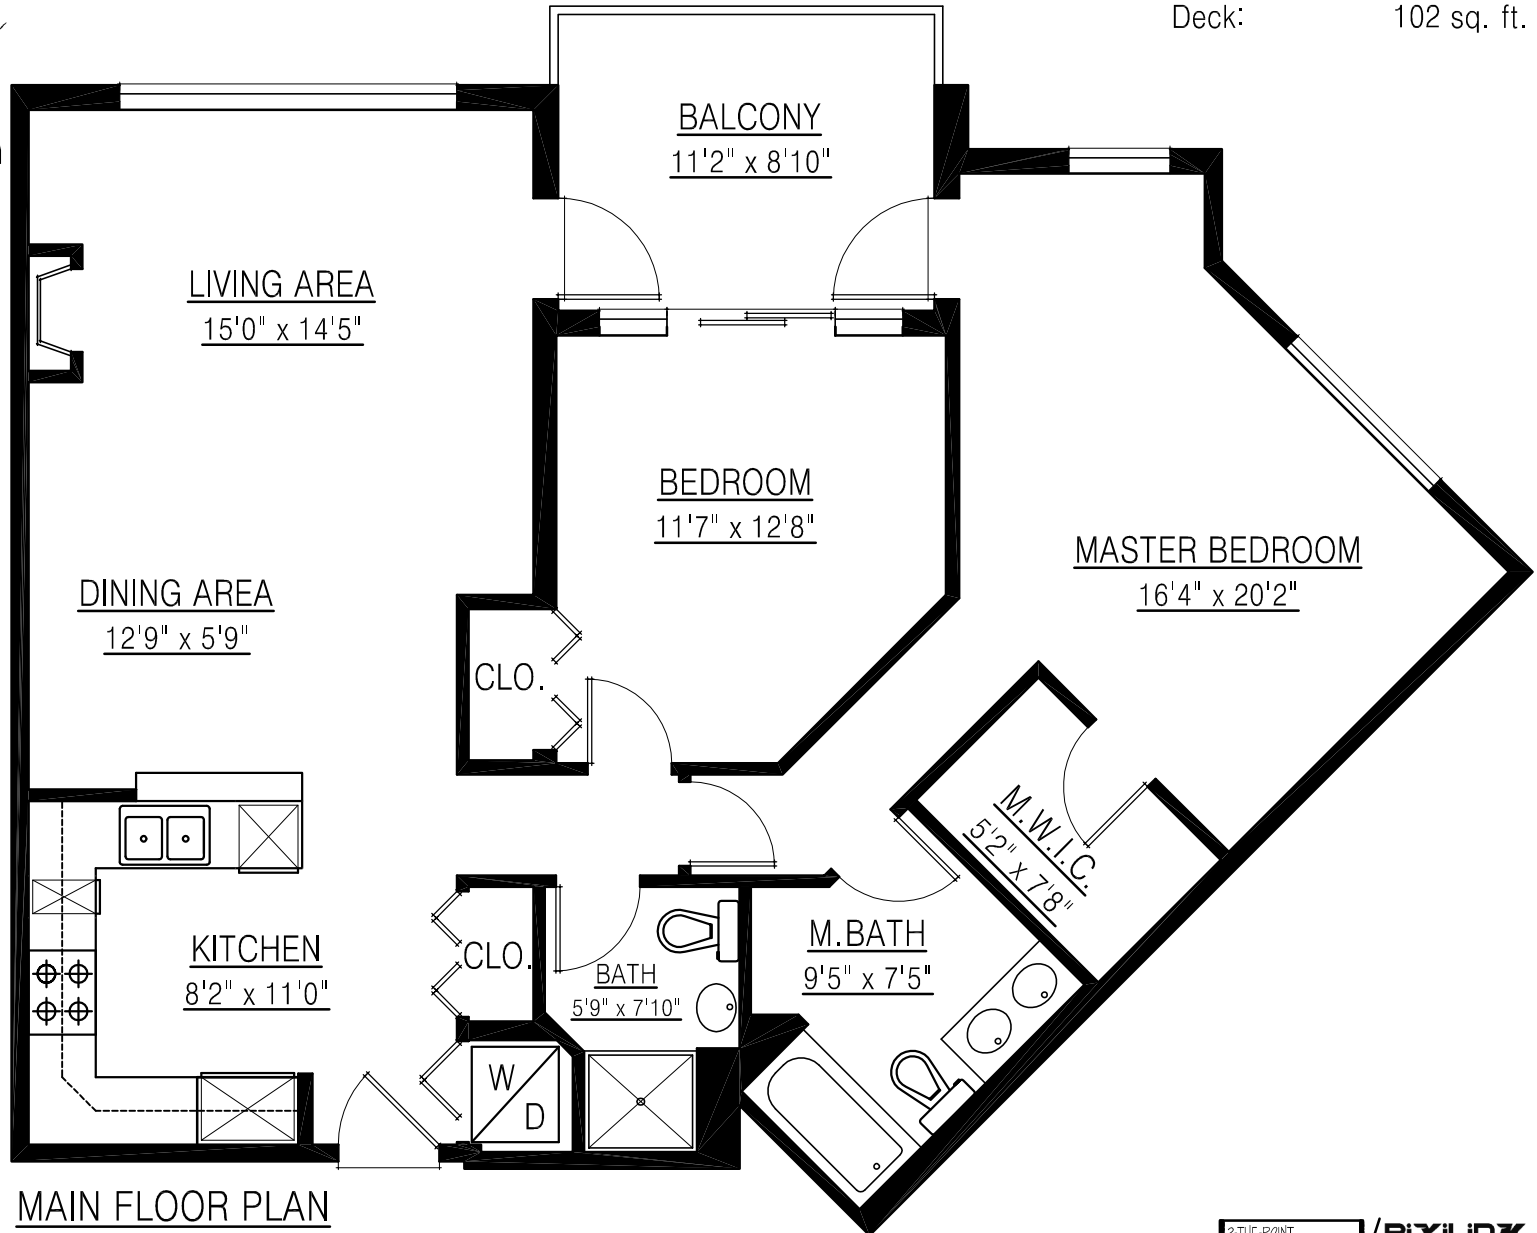 Deck: 102 sq. ft.
BALCONY
11'2" x 8'10"
LIVING AREA
15'0" x 14'5"
BEDROOM
11'7" x 12'8"
MASTER BEDROOM
16'4" x 20'2"
DINING AREA
12'9" x 5'9"
CLO.
M.W.I.C.
5'2" x 7'8"
KITCHEN
8'2" x 11'0"
CLO.
BATH
5'9" x 7'10"
M.BATH
9'5" x 7'5"
W
D
MAIN FLOOR PLAN